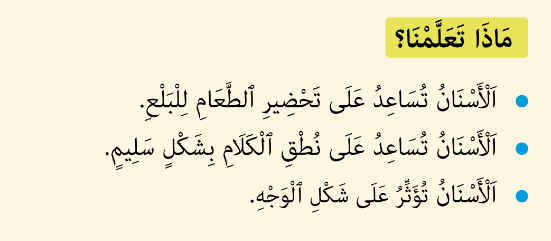 مَاذَا تَعَلَّمْنَا؟
• اَلْأَسْنَانُ تُسَاعِدُ عَلَى تَحْضِيرِ ٱلطَّعَامِ لِلْبَلْعِ.
• اَلْأَسْنَانُ تُسَاعِدُ عَلَى نُطْقِ ٱلْكَلَامِ بِشَكْلٍ سَلِيمٍ.
• اَلْأَسْنَانُ تُؤَثِّرُ عَلَى شَكْلِ ٱلْوَجْهِ.